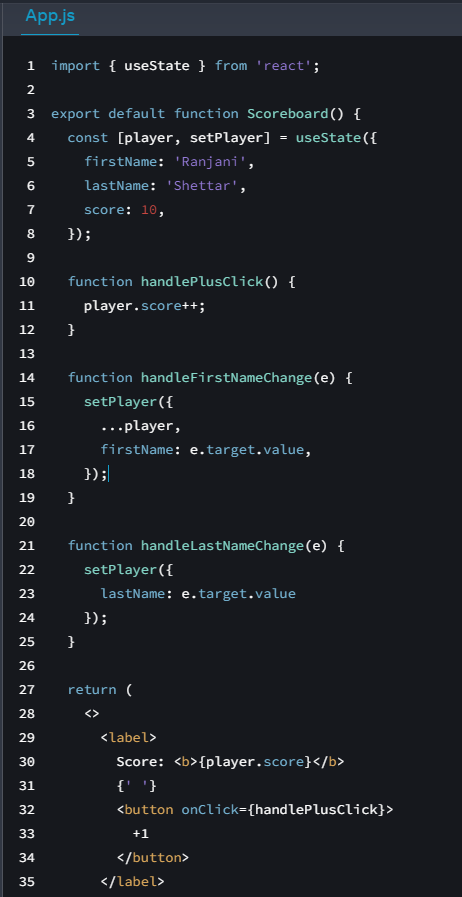 App.js
1 import { useState } from 'react';
2
3 export default function Scoreboard() {
4   const [player, setPlayer] = useState({
5     firstName: 'Ranjani',
6     lastName: 'Shettar',
7     score: 10,
8   });
9
10   function handlePlusClick() {
11     player.score++;
12   }
13
14   function handleFirstNameChange(e) {
15     setPlayer({
16       ...player,
17       firstName: e.target.value,
18     });
19   }
20
21   function handleLastNameChange(e) {
22     setPlayer({
23       lastName: e.target.value
24     });
25   }
26
27   return (
28     <>
29       <label>
30         Score: <b>{player.score}</b>
31         {' '}
32         <button onClick={handlePlusClick}>
33           +1
34         </button>
35       </label>